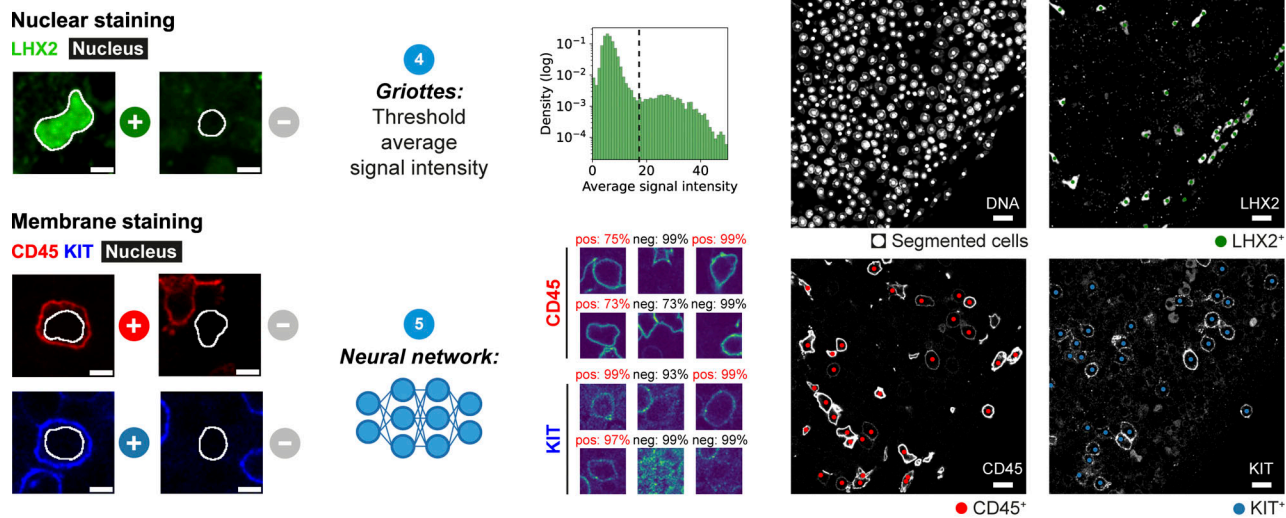 Nuclear staining
LHX2 Nucleus
+
−
4
Griottes:
Threshold
average
signal intensity
Density (log)
10⁻¹
10⁻²
10⁻³
10⁻⁴
0 20 40
Average signal intensity
DNA
Segmented cells
LHX2
LHX2⁺
Membrane staining
CD45 KIT Nucleus
+
−
+
−
5
Neural network:
CD45
pos: 75% neg: 99% pos: 99%
pos: 73% neg: 73% neg: 99%
KIT
pos: 99% neg: 93% pos: 99%
pos: 97% neg: 99% neg: 99%
CD45
CD45⁺
KIT
KIT⁺